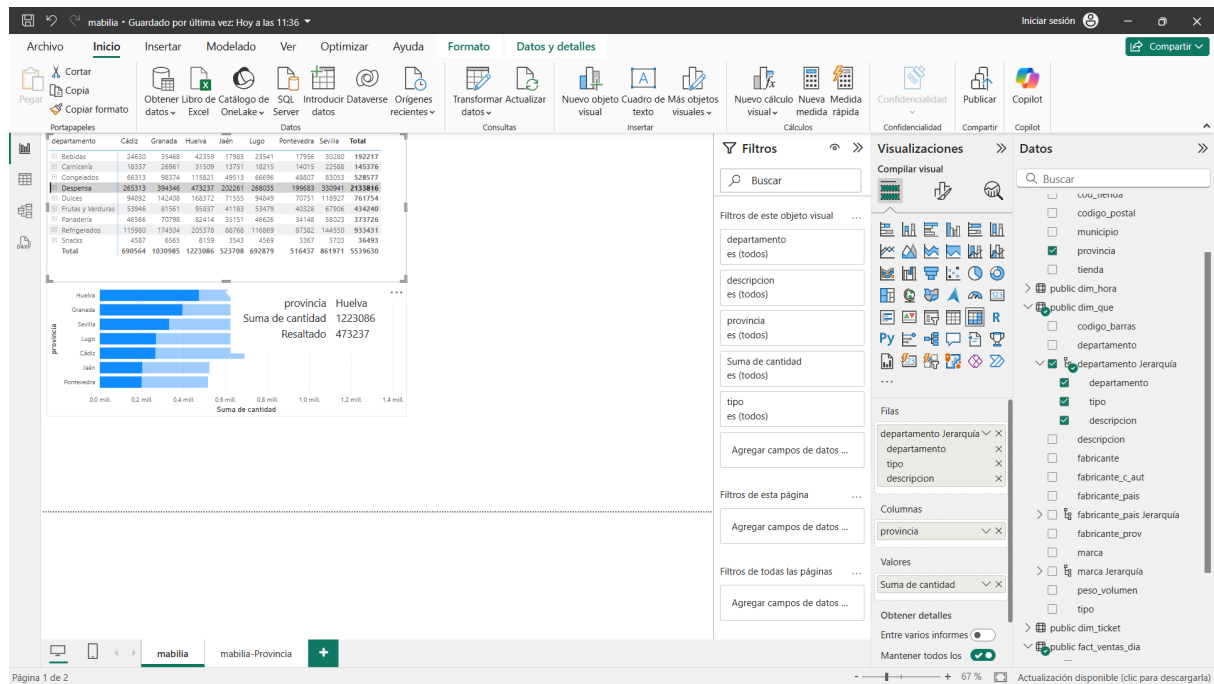 mabilia • Guardado por última vez: Hoy a las 11:36
Iniciar sesión
Archivo Inicio Insertar Modelado Ver Optimizar Ayuda Formato Datos y detalles
Compartir
Pegar
Cortar
Copia
Copiar formato
Obtener datos
Libro de Excel
Catálogo de OneLake
SQL Server
Introducir datos
Dataverse
Orígenes recientes
Transformar datos
Actualizar
Nuevo objeto visual
Cuadro de texto
Más objetos visuales
Nuevo cálculo visual
Nueva medida
Medida rápida
Confidencialidad
Publicar
Copilot
Portapapeles Datos Consultas Insertar Cálculos Confidencialidad Compartir Copilot
departamento Cádiz Granada Huelva Jaén Lugo Pontevedra Sevilla Total
Bebidas 24630 35468 42359 17983 23541 17956 30280 192217
Carnicería 18337 26961 31509 13751 18215 14015 22588 145376
Congelados 66313 98374 115821 49513 66696 48807 83053 528577
Despensa 265313 394346 473237 202261 268035 199683 330941 2133816
Dulces 94892 142408 168372 71555 94849 70751 118927 761754
Frutas y Verduras 53946 81561 95837 41183 53479 40328 67906 434240
Panadería 46566 70798 82414 35151 46626 34148 58023 373726
Refrigerados 115980 174504 205378 88768 116869 87382 144550 933431
Snacks 4587 6565 8159 3543 4569 3367 5703 36493
Total 690564 1030985 1223086 523708 692879 516437 861971 5539630
provincia
Huelva
Granada
Sevilla
Lugo
Cádiz
Jaén
Pontevedra
provincia Huelva
Suma de cantidad 1223086
Resaltado 473237
0,0 mill. 0,2 mill. 0,4 mill. 0,6 mill. 0,8 mill. 1,0 mill. 1,2 mill. 1,4 mill.
Suma de cantidad
Filtros
Buscar
Filtros de este objeto visual
departamento
es (todos)
descripcion
es (todos)
provincia
es (todos)
Suma de cantidad
es (todos)
tipo
es (todos)
Agregar campos de datos ...
Filtros de esta página
Agregar campos de datos ...
Filtros de todas las páginas
Agregar campos de datos ...
Visualizaciones
Compilar visual
123
R
Py
Filas
departamento Jerarquía
departamento
tipo
descripcion
Columnas
provincia
Valores
Suma de cantidad
Obtener detalles
Entre varios informes
Mantener todos los
Datos
Buscar
cod_tienda
codigo_postal
municipio
provincia
tienda
public dim_hora
public dim_que
codigo_barras
departamento
departamento Jerarquía
departamento
tipo
descripcion
descripcion
fabricante
fabricante_c_aut
fabricante_pais
fabricante_pais Jerarquía
fabricante_prov
marca
marca Jerarquía
peso_volumen
tipo
public dim_ticket
public fact_ventas_dia
mabilia mabilia-Provincia
Página 1 de 2
67 %
Actualización disponible (clic para descargarla)